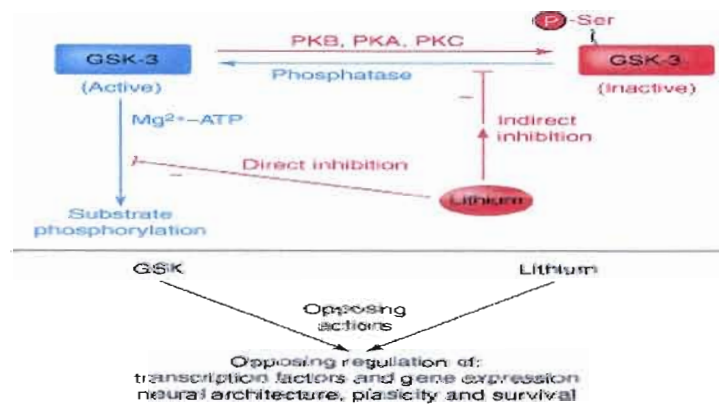 P -Ser
PKB, PKA, PKC
GSK-3
GSK-3
Phosphatase
(Active)
(Inactive)
Mg2+–ATP
–
Indirect
inhibition
Direct inhibition
–
Lithium
Substrate
phosphorylation
GSK
Lithium
Opposing
actions
Opposing regulation of:
transcription factors and gene expression
neural architecture, plasicity and survival